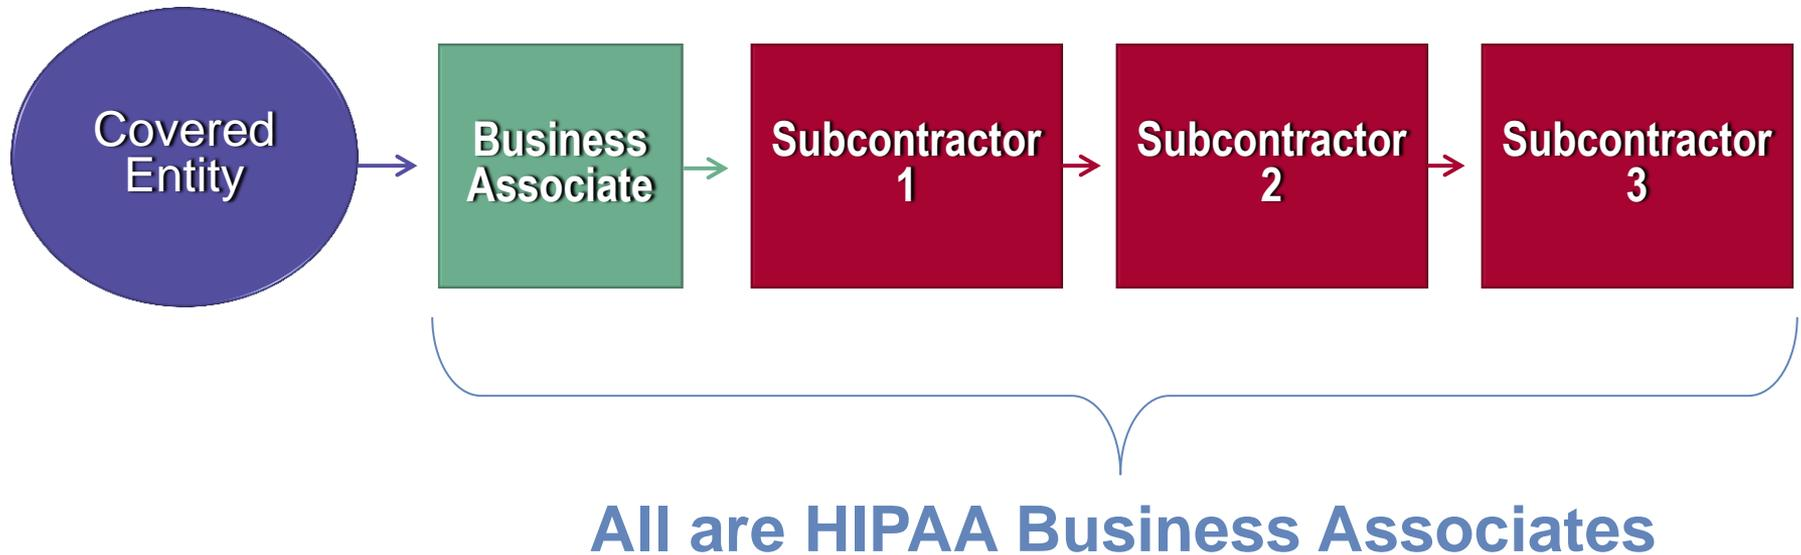 Covered
Entity
Business
Associate
Subcontractor
1
Subcontractor
2
Subcontractor
3
All are HIPAA Business Associates